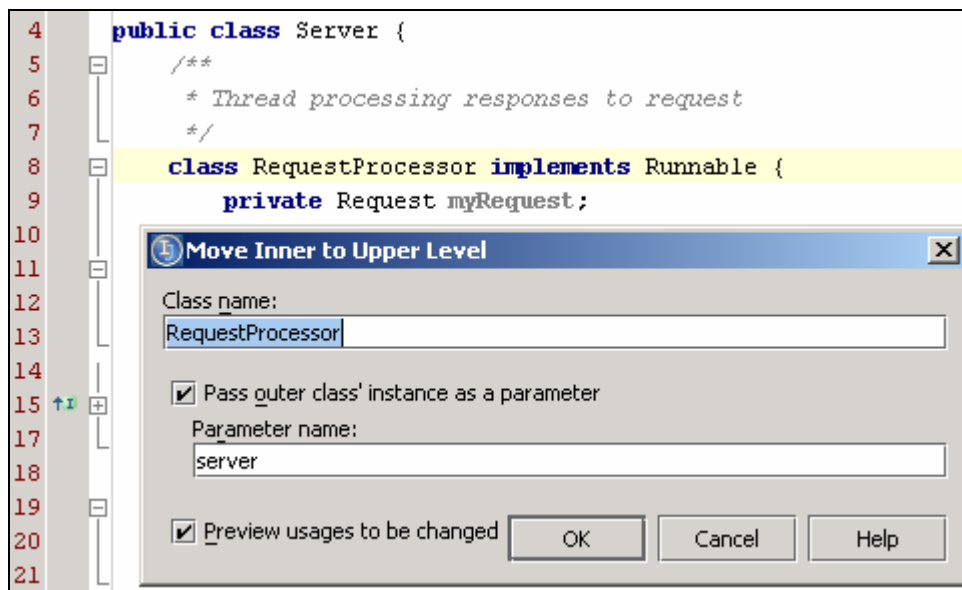 4 public class Server {
5 /**
6 * Thread processing responses to request
7 */
8 class RequestProcessor implements Runnable {
9 private Request myRequest;
10
Move Inner to Upper Level
11
12 Class name:
13 RequestProcessor
14
Pass outer class' instance as a parameter
15
17 Parameter name:
server
18
19
20 Preview usages to be changed OK Cancel Help
21